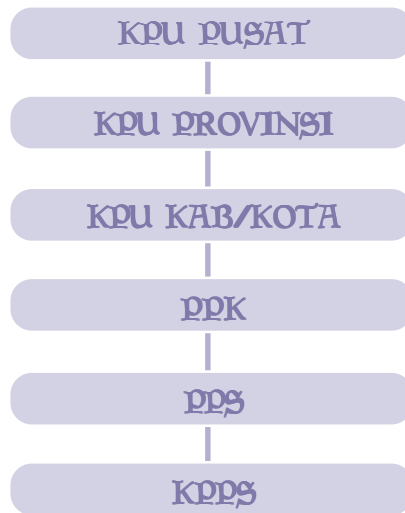 KPU PUSAT
KPU PROVINSI
KPU KAB/KOTA
PPK
PPS
KPPS